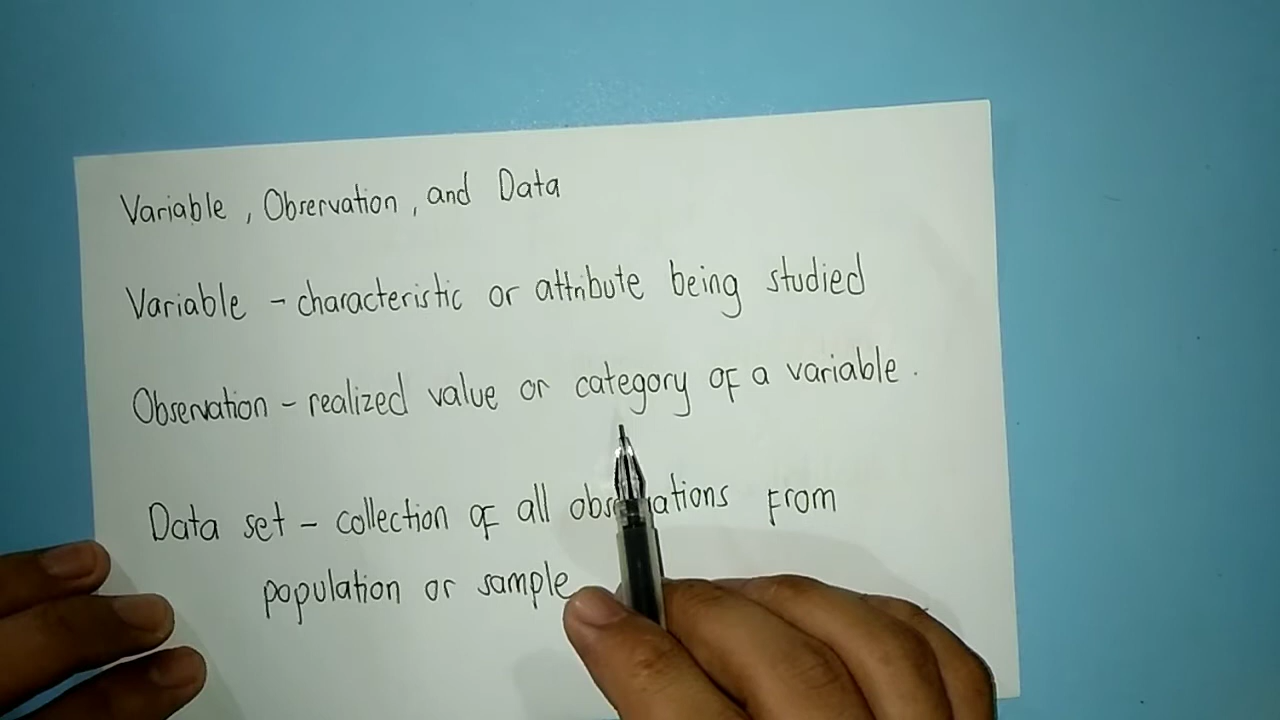 Variable, Observation, and Data
Variable - characteristic or attribute being studied
Observation - realized value or category of a variable.
Data set - collection of all observations from
population or sample